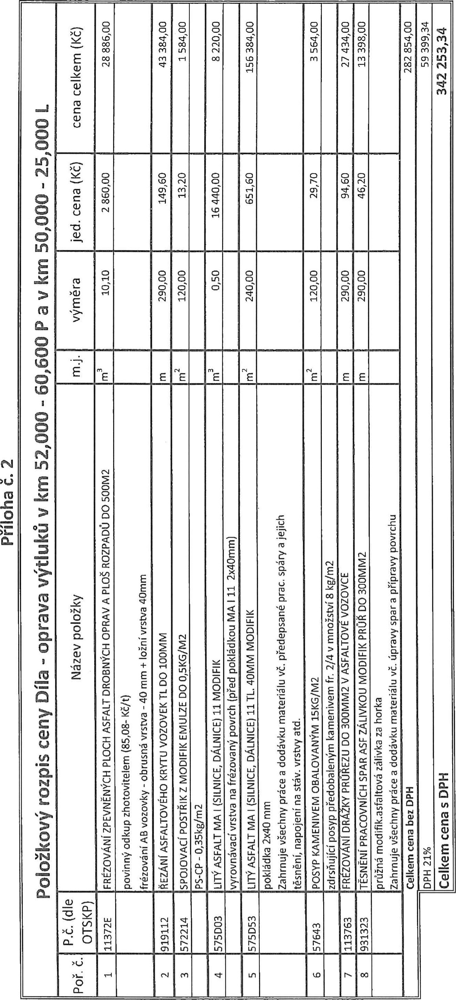 Příloha č. 2
Položkový rozpis ceny Díla - oprava výtluků v km 52,000 - 60,600 P a v km 50,000 - 25,000 L
Poř. č. P.č. (dle OTSKP) Název položky m.j. výměra jed. cena (Kč) cena celkem (Kč)
1 11372E FRÉZOVÁNÍ ZPEVNĚNÝCH PLOCH ASFALT DROBNÝCH OPRAV A PLOŠ ROZPADŮ DO 500M2 m³ 10,10 2 860,00 28 886,00
povinný odkup zhotovitelem (85,08- Kč/t)
frézování AB vozovky - obrusná vrstva - 40 mm + ložní vrstva 40mm
2 919112 ŘEZÁNÍ ASFALTOVÉHO KRYTU VOZOVEK TL DO 100MM m 290,00 149,60 43 384,00
3 572214 SPOJOVACÍ POSTŘIK Z MODIFIK EMULZE DO 0,5KG/M2 m² 120,00 13,20 1 584,00
PS-CP - 0,35kg/m2
4 575D03 LITÝ ASFALT MA I (SILNICE, DÁLNICE) 11 MODIFIK m³ 0,50 16 440,00 8 220,00
vyrovnávací vrstva na frézovaný povrch (před pokládkou MA I 11 2x40mm)
5 575D53 LITÝ ASFALT MA I (SILNICE, DÁLNICE) 11 TL. 40MM MODIFIK m² 240,00 651,60 156 384,00
pokládka 2x40 mm
Zahrnuje všechny práce a dodávku materiálu vč. předepsané prac. spáry a jejich
těsnění, napojení na stáv. vrstvy atd.
6 57643 POSYP KAMENIVEM OBALOVANÝM 15KG/M2 m² 120,00 29,70 3 564,00
zdrsňující posyp předobaleným kamenivem fr. 2/4 v množství 8 kg/m2
7 113763 FRÉZOVÁNÍ DRÁŽKY PRŮŘEZU DO 300MM2 V ASFALTOVÉ VOZOVCE m 290,00 94,60 27 434,00
8 931323 TĚSNĚNÍ PRACOVNÍCH SPAR ASF ZÁLIVKOU MODIFIK PRŮŘ DO 300MM2 m 290,00 46,20 13 398,00
průžná modifik.asfaltová zálivka za horka
Zahrnuje všechny práce a dodávku materiálu vč. úpravy spar a přípravy povrchu
Celkem cena bez DPH 282 854,00
DPH 21% 59 399,34
Celkem cena s DPH 342 253,34